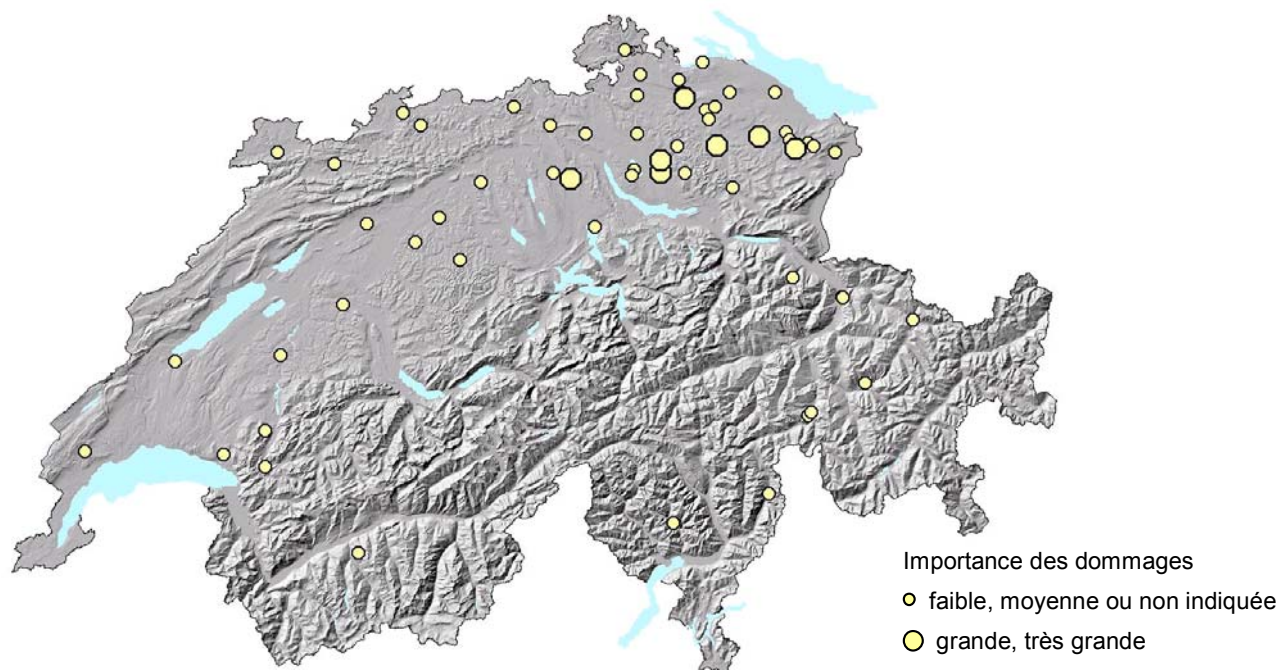 Importance des dommages
faible, moyenne ou non indiquée
grande, très grande